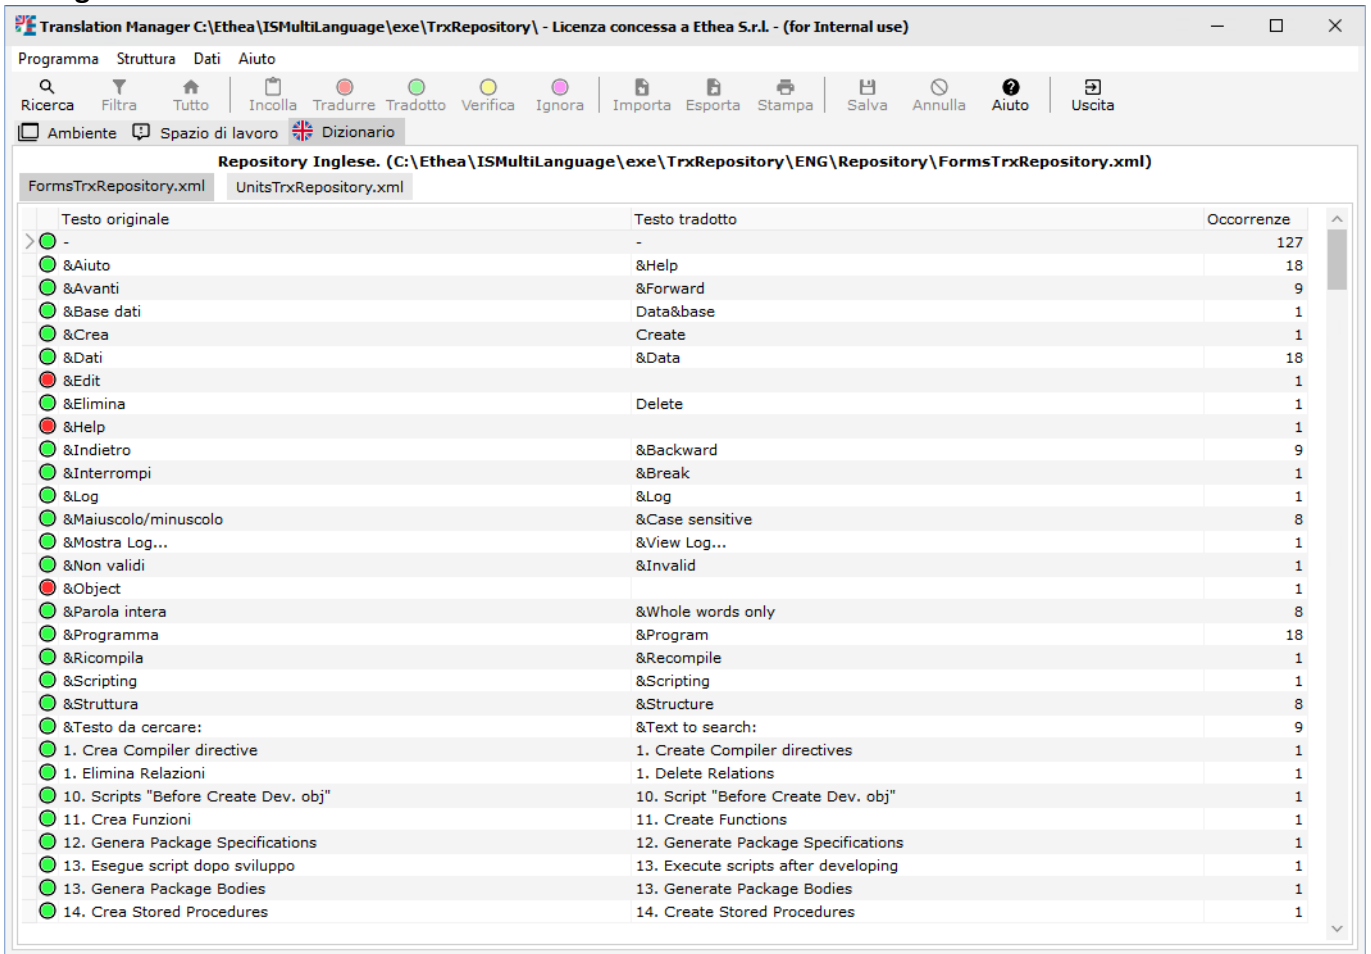 Translation Manager C:\Ethea\ISMultiLanguage\exe\TrxRepository\ - Licenza concessa a Ethea S.r.l. - (for Internal use)
Programma Struttura Dati Aiuto
Ricerca Filtra Tutto Incolla Tradurre Tradotto Verifica Ignora Importa Esporta Stampa Salva Annulla Aiuto Uscita
Ambiente Spazio di lavoro Dizionario
Repository Inglese. (C:\Ethea\ISMultiLanguage\exe\TrxRepository\ENG\Repository\FormsTrxRepository.xml)
FormsTrxRepository.xml UnitsTrxRepository.xml
Testo originale Testo tradotto Occorrenze
- - 127
&Aiuto &Help 18
&Avanti &Forward 9
&Base dati Data&base 1
&Crea Create 1
&Dati &Data 18
&Edit 1
&Elimina Delete 1
&Help 1
&Indietro &Backward 9
&Interrompi &Break 1
&Log &Log 1
&Maiuscolo/minuscolo &Case sensitive 8
&Mostra Log... &View Log... 1
&Non validi &Invalid 1
&Object 1
&Parola intera &Whole words only 8
&Programma &Program 18
&Ricompila &Recompile 1
&Scripting &Scripting 1
&Struttura &Structure 8
&Testo da cercare: &Text to search: 9
1. Crea Compiler directive 1. Create Compiler directives 1
1. Elimina Relazioni 1. Delete Relations 1
10. Scripts "Before Create Dev. obj" 10. Script "Before Create Dev. obj" 1
11. Crea Funzioni 11. Create Functions 1
12. Genera Package Specifications 12. Generate Package Specifications 1
13. Esegue script dopo sviluppo 13. Execute scripts after developing 1
13. Genera Package Bodies 13. Generate Package Bodies 1
14. Crea Stored Procedures 14. Create Stored Procedures 1